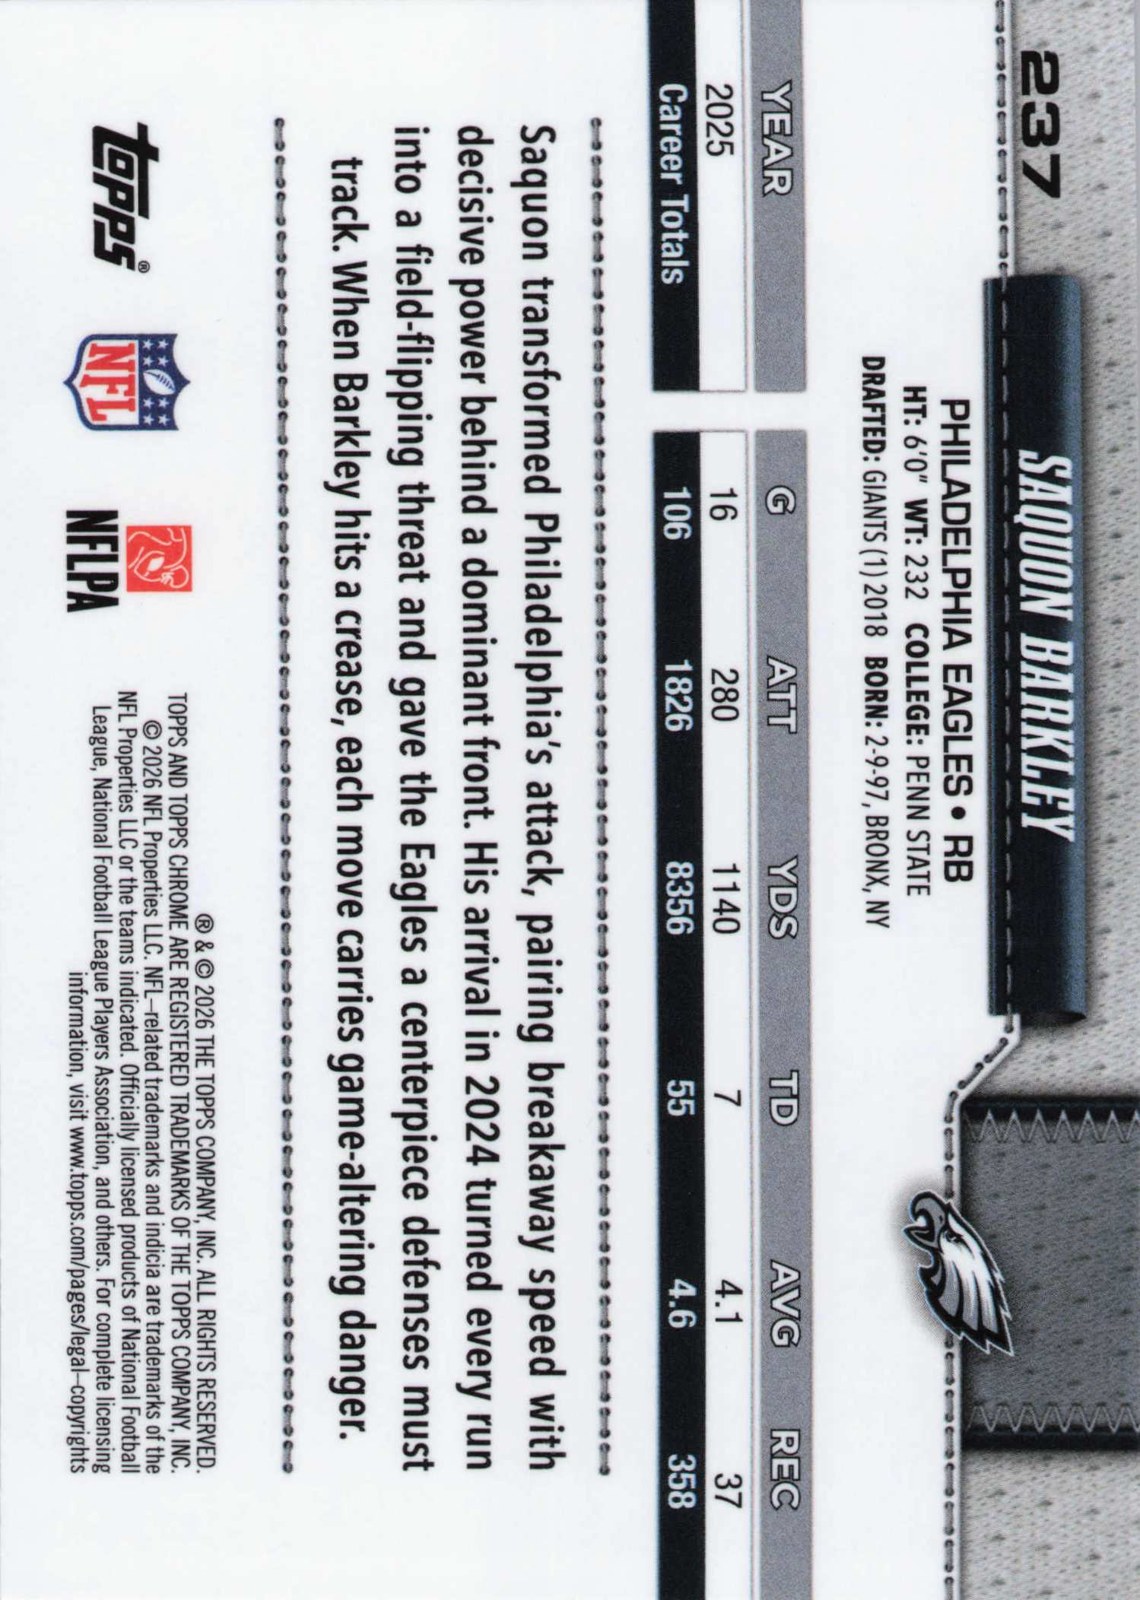 237
SAQUON BARKLEY
PHILADELPHIA EAGLES • RB
HT: 6'0" WT: 232 COLLEGE: PENN STATE
DRAFTED: GIANTS (1) 2018 BORN: 2-9-97, BRONX, NY
YEAR G ATT YDS TD AVG REC
2025 16 280 1140 7 4.1 37
Career Totals 106 1826 8356 55 4.6 358
Saquon transformed Philadelphia's attack, pairing breakaway speed with
decisive power behind a dominant front. His arrival in 2024 turned every run
into a field-flipping threat and gave the Eagles a centerpiece defenses must
track. When Barkley hits a crease, each move carries game-altering danger.
topps®
NFL
NFLPA
® & © 2026 THE TOPPS COMPANY, INC. ALL RIGHTS RESERVED.
TOPPS AND TOPPS CHROME ARE REGISTERED TRADEMARKS OF THE TOPPS COMPANY, INC.
© 2026 NFL Properties LLC. NFL-related trademarks and indicia are trademarks of the
NFL Properties LLC or the teams indicated. Officially licensed products of National Football
League, National Football League Players Association, and others. For complete licensing
information, visit www.topps.com/pages/legal-copyrights